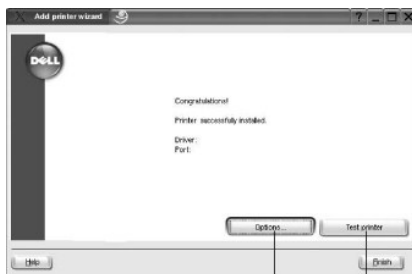 Add printer wizard
DELL
Congratulations!
Printer successfully installed.
Driver:
Port:
Options...
Test printer
Help
Finish